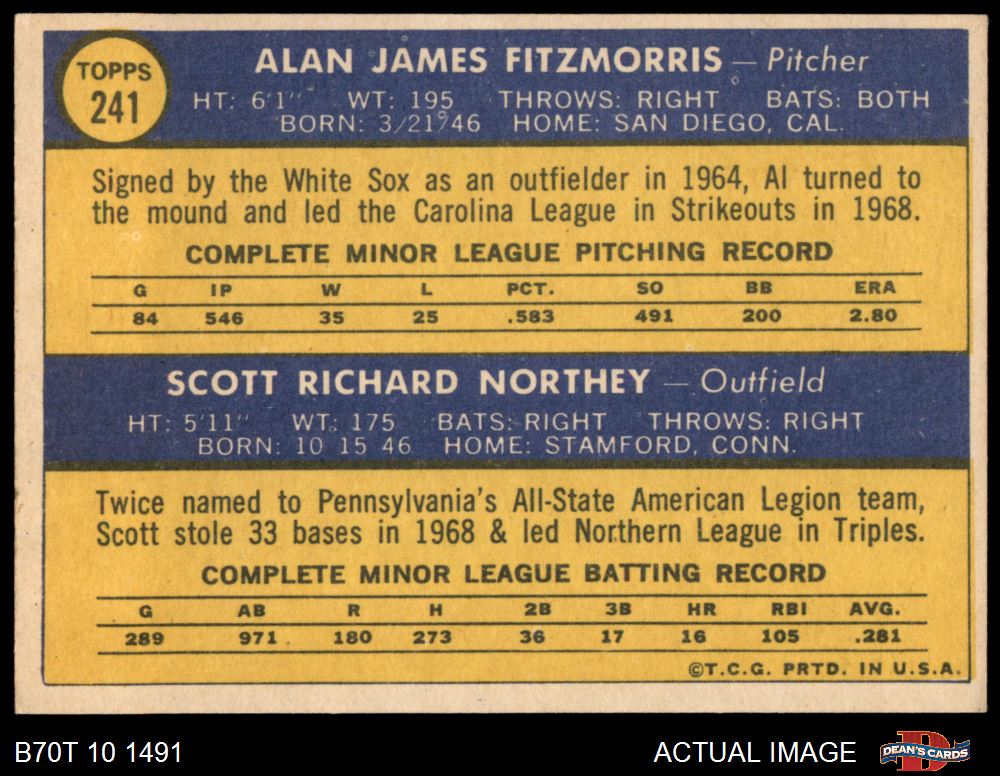 TOPPS
241
ALAN JAMES FITZMORRIS — Pitcher
HT: 6'1" WT: 195 THROWS: RIGHT BATS: BOTH
BORN: 3/21/46 HOME: SAN DIEGO, CAL.
Signed by the White Sox as an outfielder in 1964, Al turned to
the mound and led the Carolina League in Strikeouts in 1968.
COMPLETE MINOR LEAGUE PITCHING RECORD
G IP W L PCT. SO BB ERA
84 546 35 25 .583 491 200 2.80
SCOTT RICHARD NORTHEY — Outfield
HT: 5'11" WT: 175 BATS: RIGHT THROWS: RIGHT
BORN: 10 15 46 HOME: STAMFORD, CONN.
Twice named to Pennsylvania's All-State American Legion team,
Scott stole 33 bases in 1968 & led Northern League in Triples.
COMPLETE MINOR LEAGUE BATTING RECORD
G AB R H 2B 3B HR RBI AVG.
289 971 180 273 36 17 16 105 .281
©T.C.G. PRTD. IN U.S.A.
B70T 10 1491
ACTUAL IMAGE
D
DEAN'S CARDS